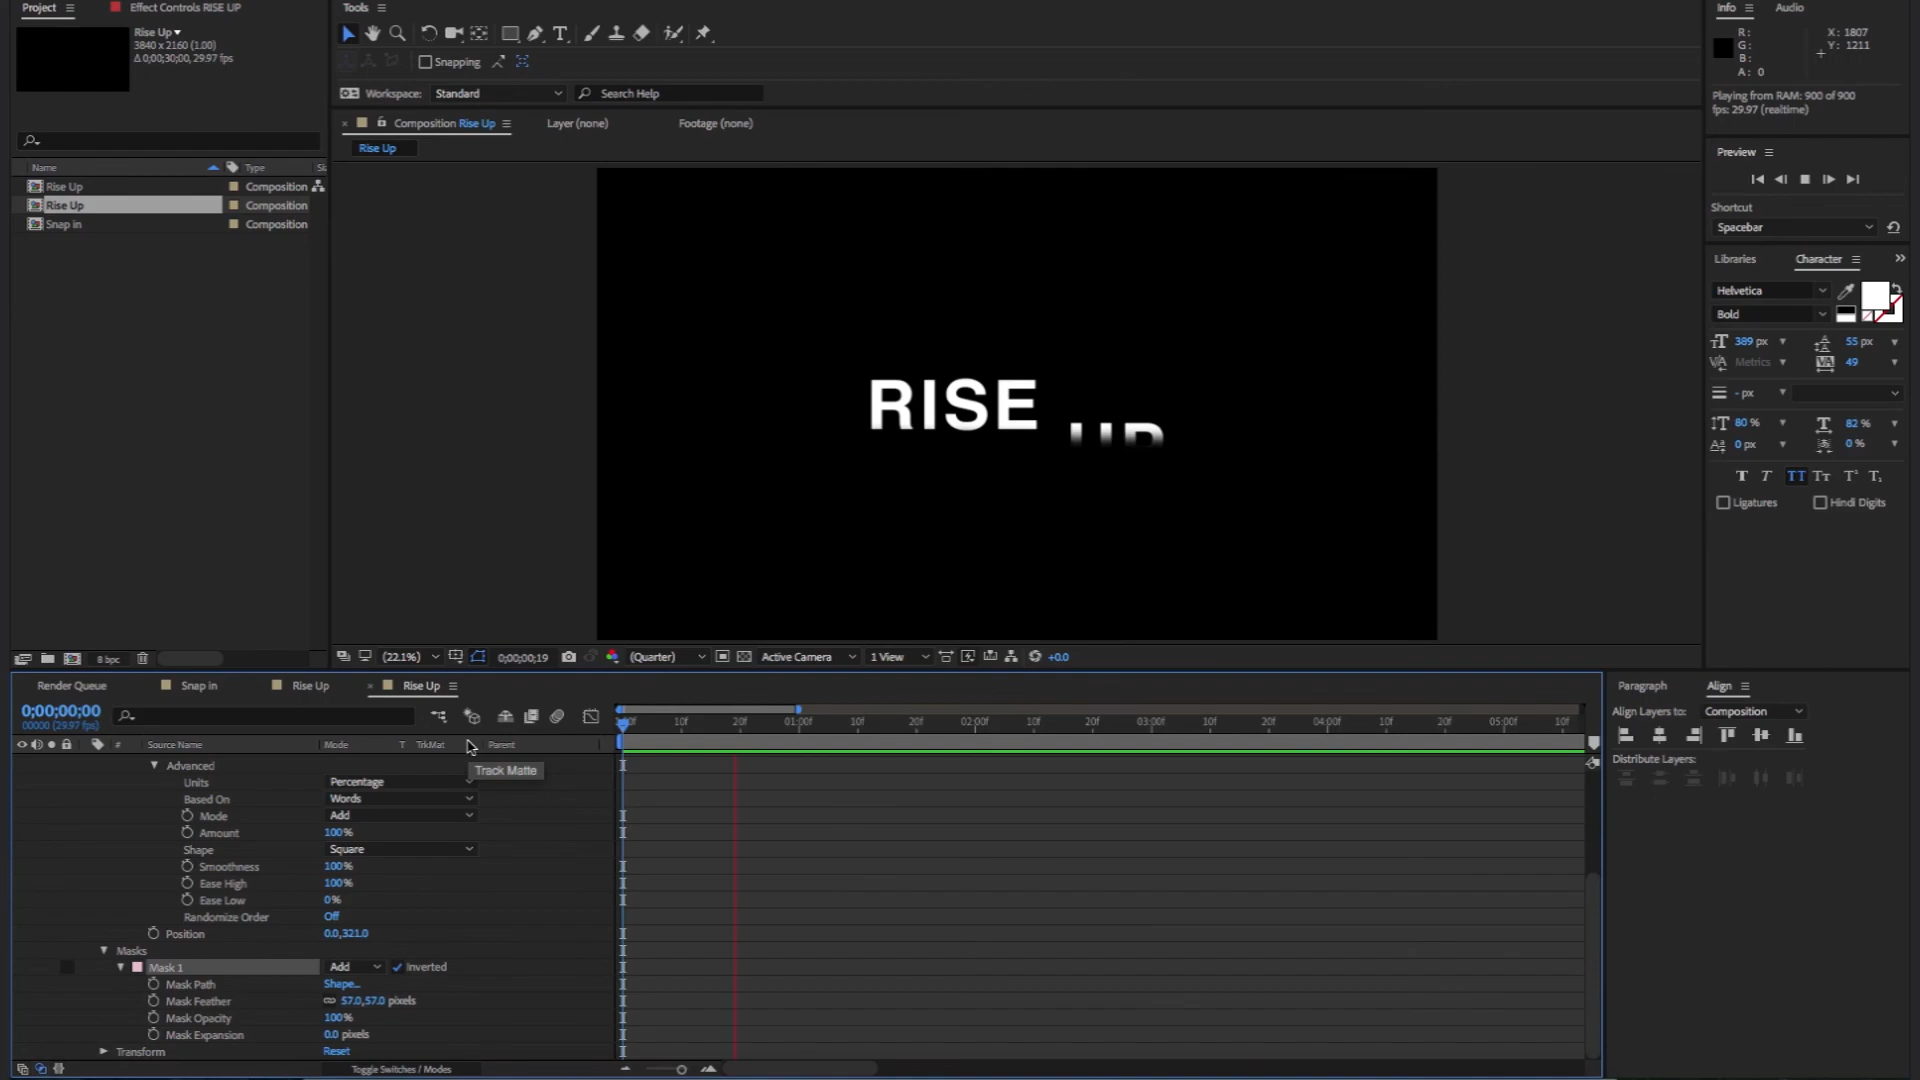 Project
Effect Controls RISE UP
Rise Up
3840 x 2160 (1.00)
Δ 0;00;30;00, 29.97 fps
Name
Type
Rise Up
Composition
Rise Up
Composition
Snap in
Composition
8 bpc
Tools
Snapping
Workspace: Standard
Search Help
Composition Rise Up
Layer (none)
Footage (none)
Rise Up
RISE UP
(22.1%)
0;00;00;19
(Quarter)
Active Camera
1 View
+0.0
Info
Audio
R:
G:
B:
A: 0
X: 1807
Y: 1211
Playing from RAM: 900 of 900
fps: 29.97 (realtime)
Preview
Shortcut
Spacebar
Libraries
Character
Helvetica
Bold
389 px
55 px
Metrics
49
- px
80 %
82 %
0 px
0 %
Ligatures
Hindi Digits
Render Queue
Snap in
Rise Up
Rise Up
0;00;00;00
00000 (29.97 fps)
# Source Name Mode T TrkMat Parent
10f 20f 01:00f 10f 20f 02:00f 10f 20f 03:00f 10f 20f 04:00f 10f 20f 05:00f 10f
Track Matte
Advanced
Units Percentage
Based On Words
Mode Add
Amount 100%
Shape Square
Smoothness 100%
Ease High 100%
Ease Low 0%
Randomize Order Off
Position 0.0,321.0
Masks
Mask 1 Add Inverted
Mask Path Shape...
Mask Feather 57.0,57.0 pixels
Mask Opacity 100%
Mask Expansion 0.0 pixels
Transform Reset
Toggle Switches / Modes
Paragraph
Align
Align Layers to: Composition
Distribute Layers: